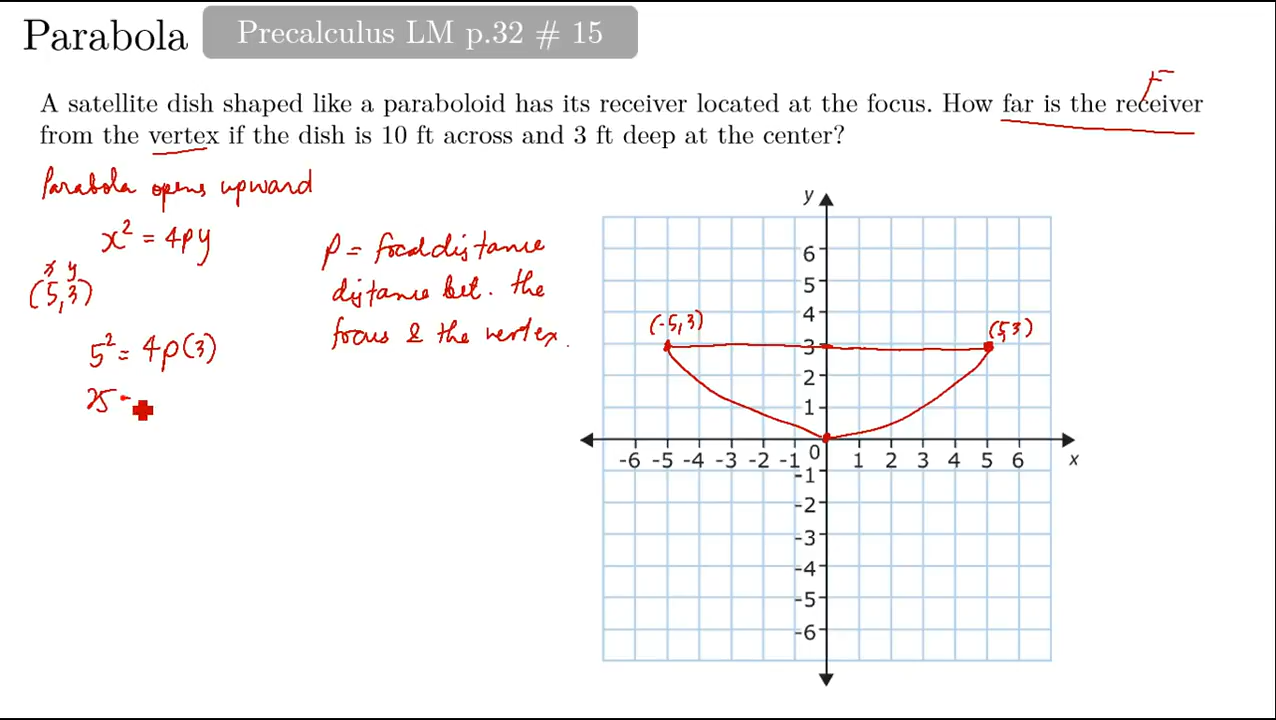 Parabola Precalculus LM p.32 # 15
F
A satellite dish shaped like a paraboloid has its receiver located at the focus. How far is the receiver
from the vertex if the dish is 10 ft across and 3 ft deep at the center?
Parabola opens upward
x² = 4py
x y
(5,3)
5² = 4p(3)
25 =
p = focal distance
distance bet. the
focus & the vertex.
y
6
5
4
(-5,3) (5,3)
3
2
1
-6 -5 -4 -3 -2 -1 0 1 2 3 4 5 6 x
-1
-2
-3
-4
-5
-6